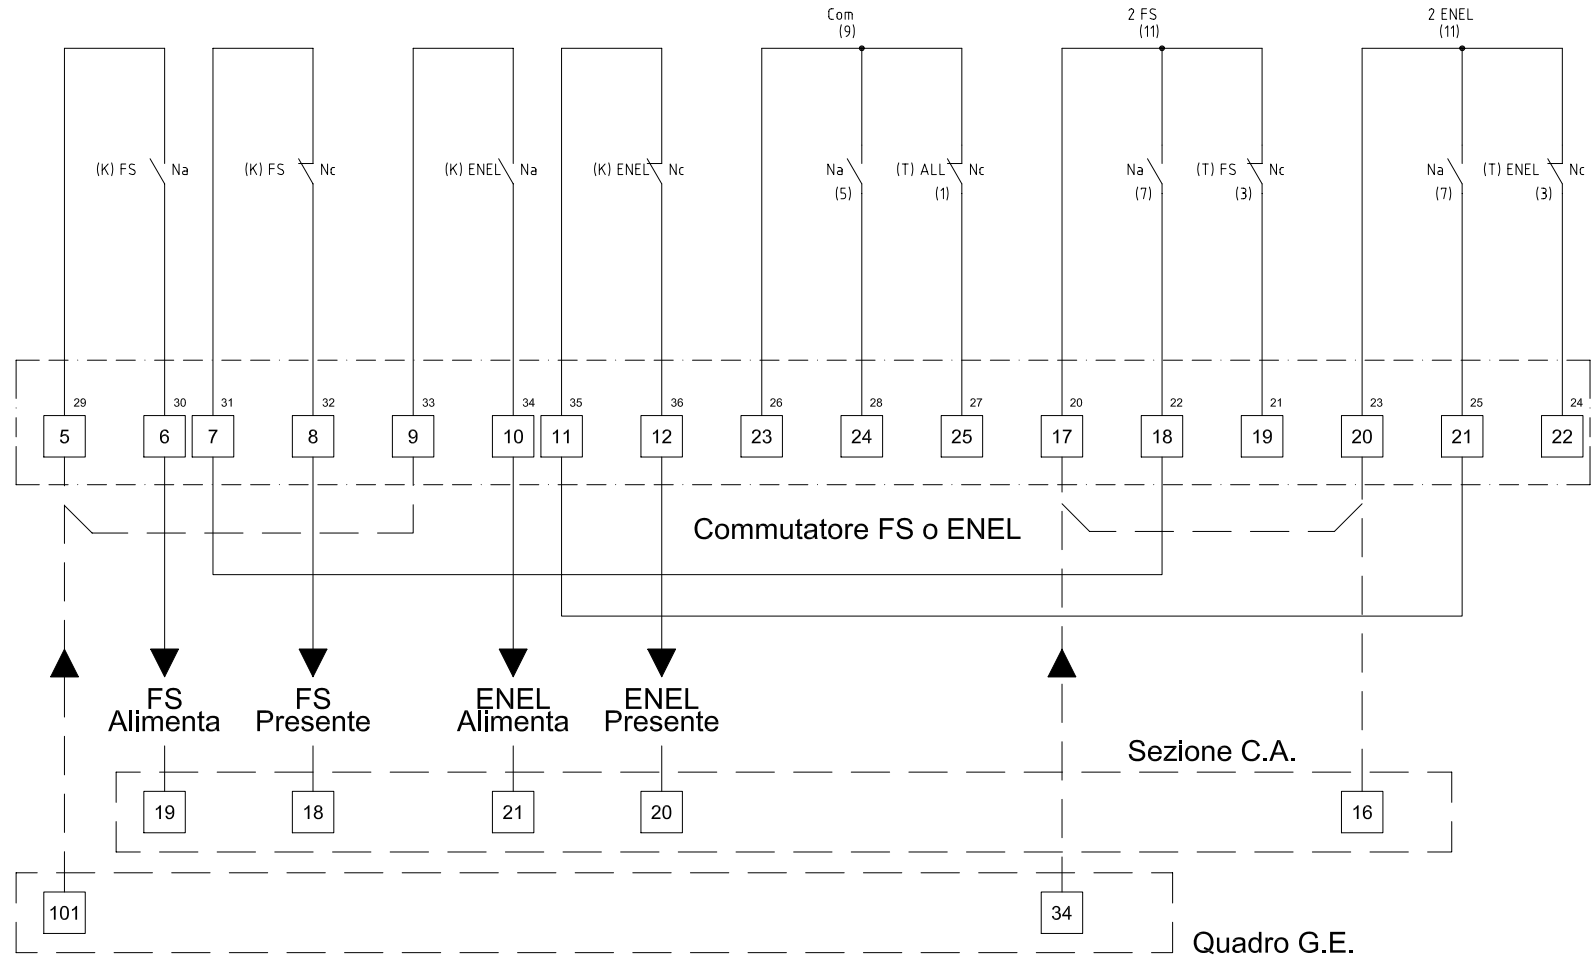 Com
(9)
2 FS
(11)
2 ENEL
(11)
(K) FS Na
(K) FS Nc
(K) ENEL Na
(K) ENEL Nc
Na
(5)
(T) ALL Nc
(1)
Na
(7)
(T) FS Nc
(3)
Na
(7)
(T) ENEL Nc
(3)
29 30 31 32 33 34 35 36 26 28 27 20 22 21 23 25 24
5 6 7 8 9 10 11 12 23 24 25 17 18 19 20 21 22
Commutatore FS o ENEL
FS
Alimenta
FS
Presente
ENEL
Alimenta
ENEL
Presente
Sezione C.A.
19 18 21 20 16
101 34
Quadro G.E.